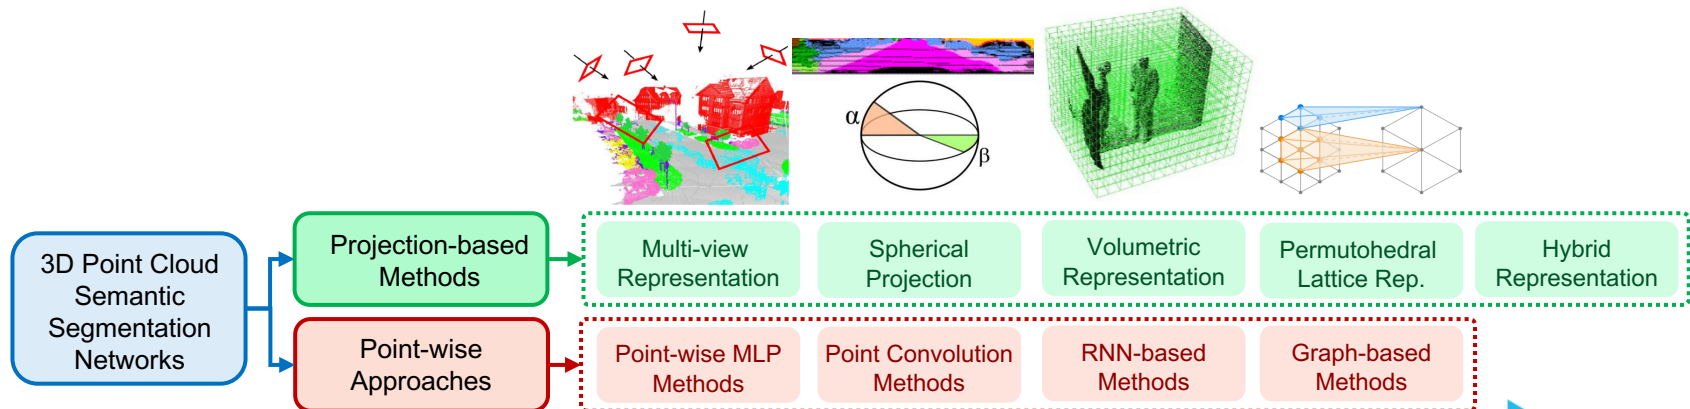 α
β
3D Point Cloud
Semantic
Segmentation
Networks
Projection-based
Methods
Multi-view
Representation
Spherical
Projection
Volumetric
Representation
Permutohedral
Lattice Rep.
Hybrid
Representation
Point-wise
Approaches
Point-wise MLP
Methods
Point Convolution
Methods
RNN-based
Methods
Graph-based
Methods